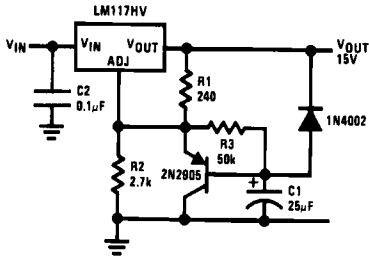 LM117HV
VIN
VIN
VOUT
ADJ
VOUT
15V
C2
0.1μF
R1
240
1N4002
R3
50k
R2
2.7k
2N2905
+
C1
25μF